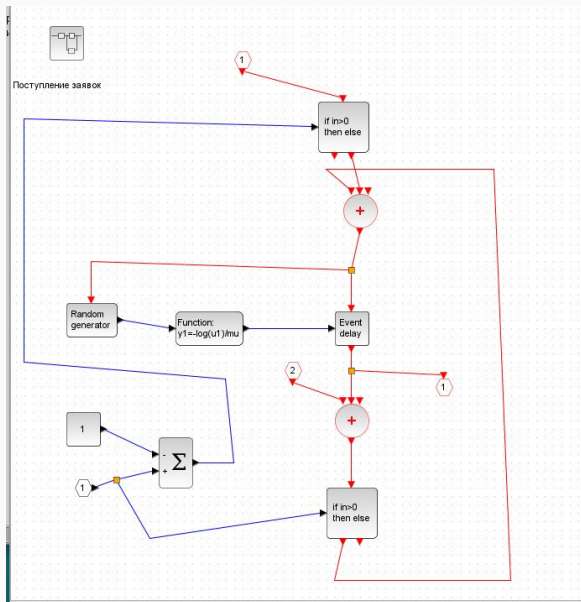 1
Поступление заявок
if in>0
then else
+
Random
generator
Function:
y1=-log(u1)/mu
Event
delay
2
1
+
1
-
Σ
+
1
if in>0
then else